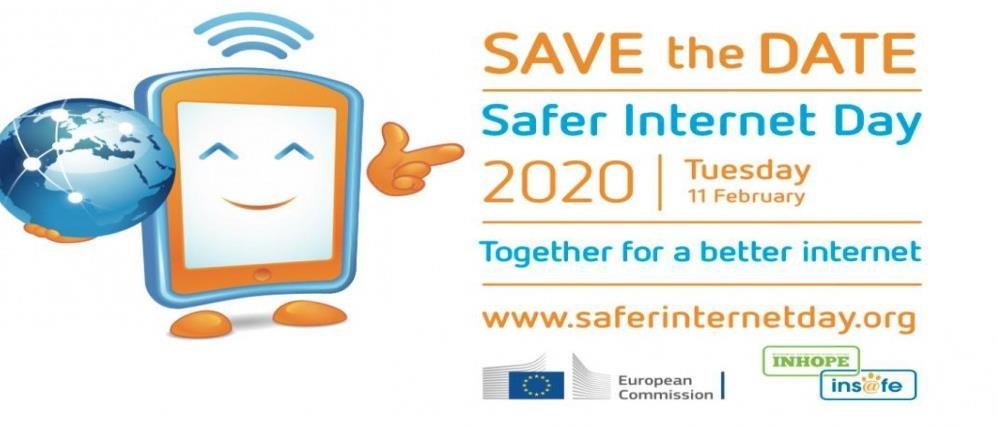 SAVE the DATE
Safer Internet Day
2020
Tuesday
11 February
Together for a better internet
www.saferinternetday.org
European
Commission
INHOPE
ins@fe